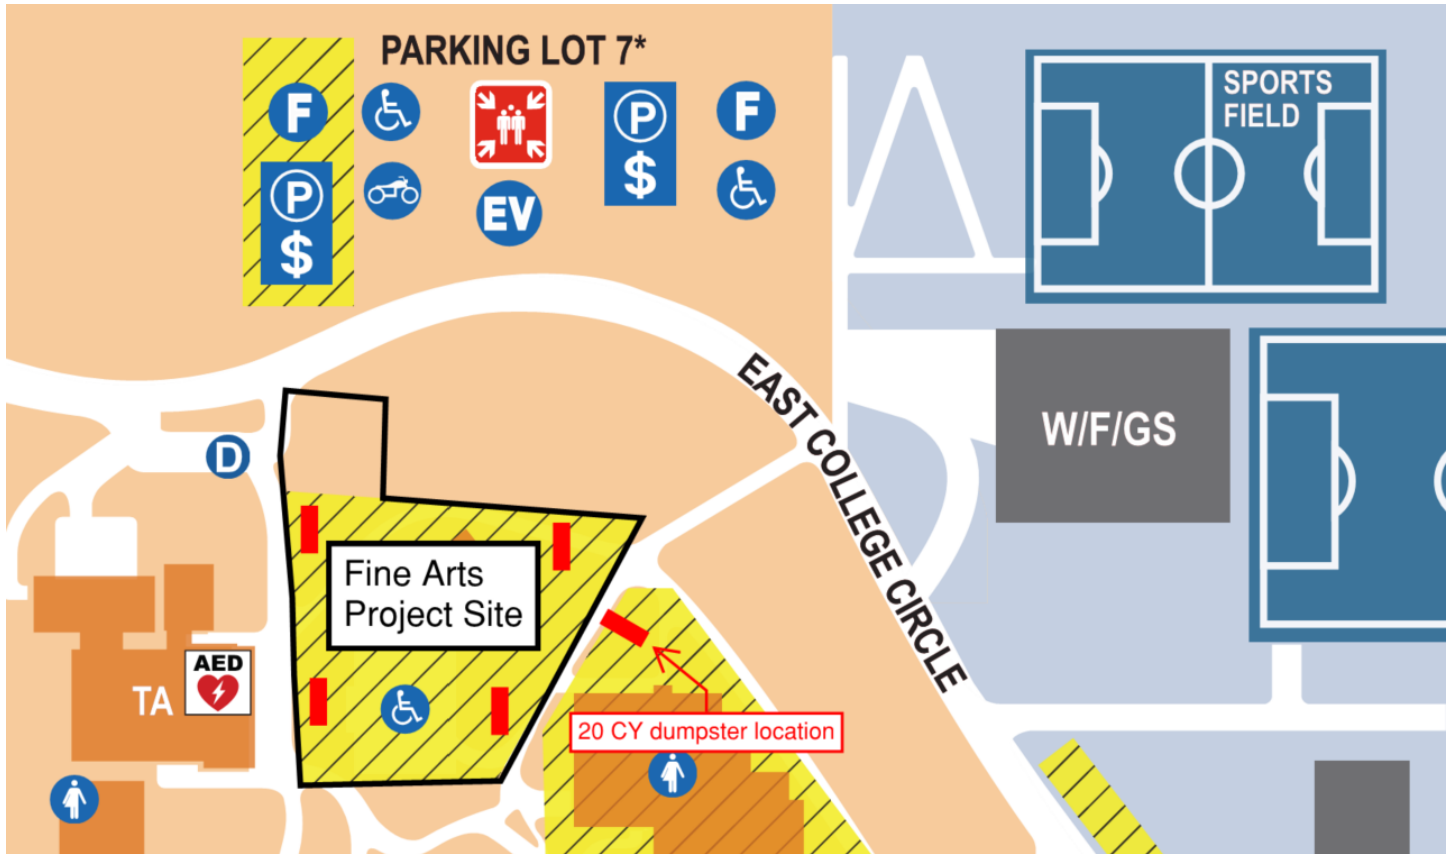 PARKING LOT 7*
F
P
$
EV
P
$
F
SPORTS
FIELD
EAST COLLEGE CIRCLE
W/F/GS
D
Fine Arts
Project Site
AED
TA
20 CY dumpster location